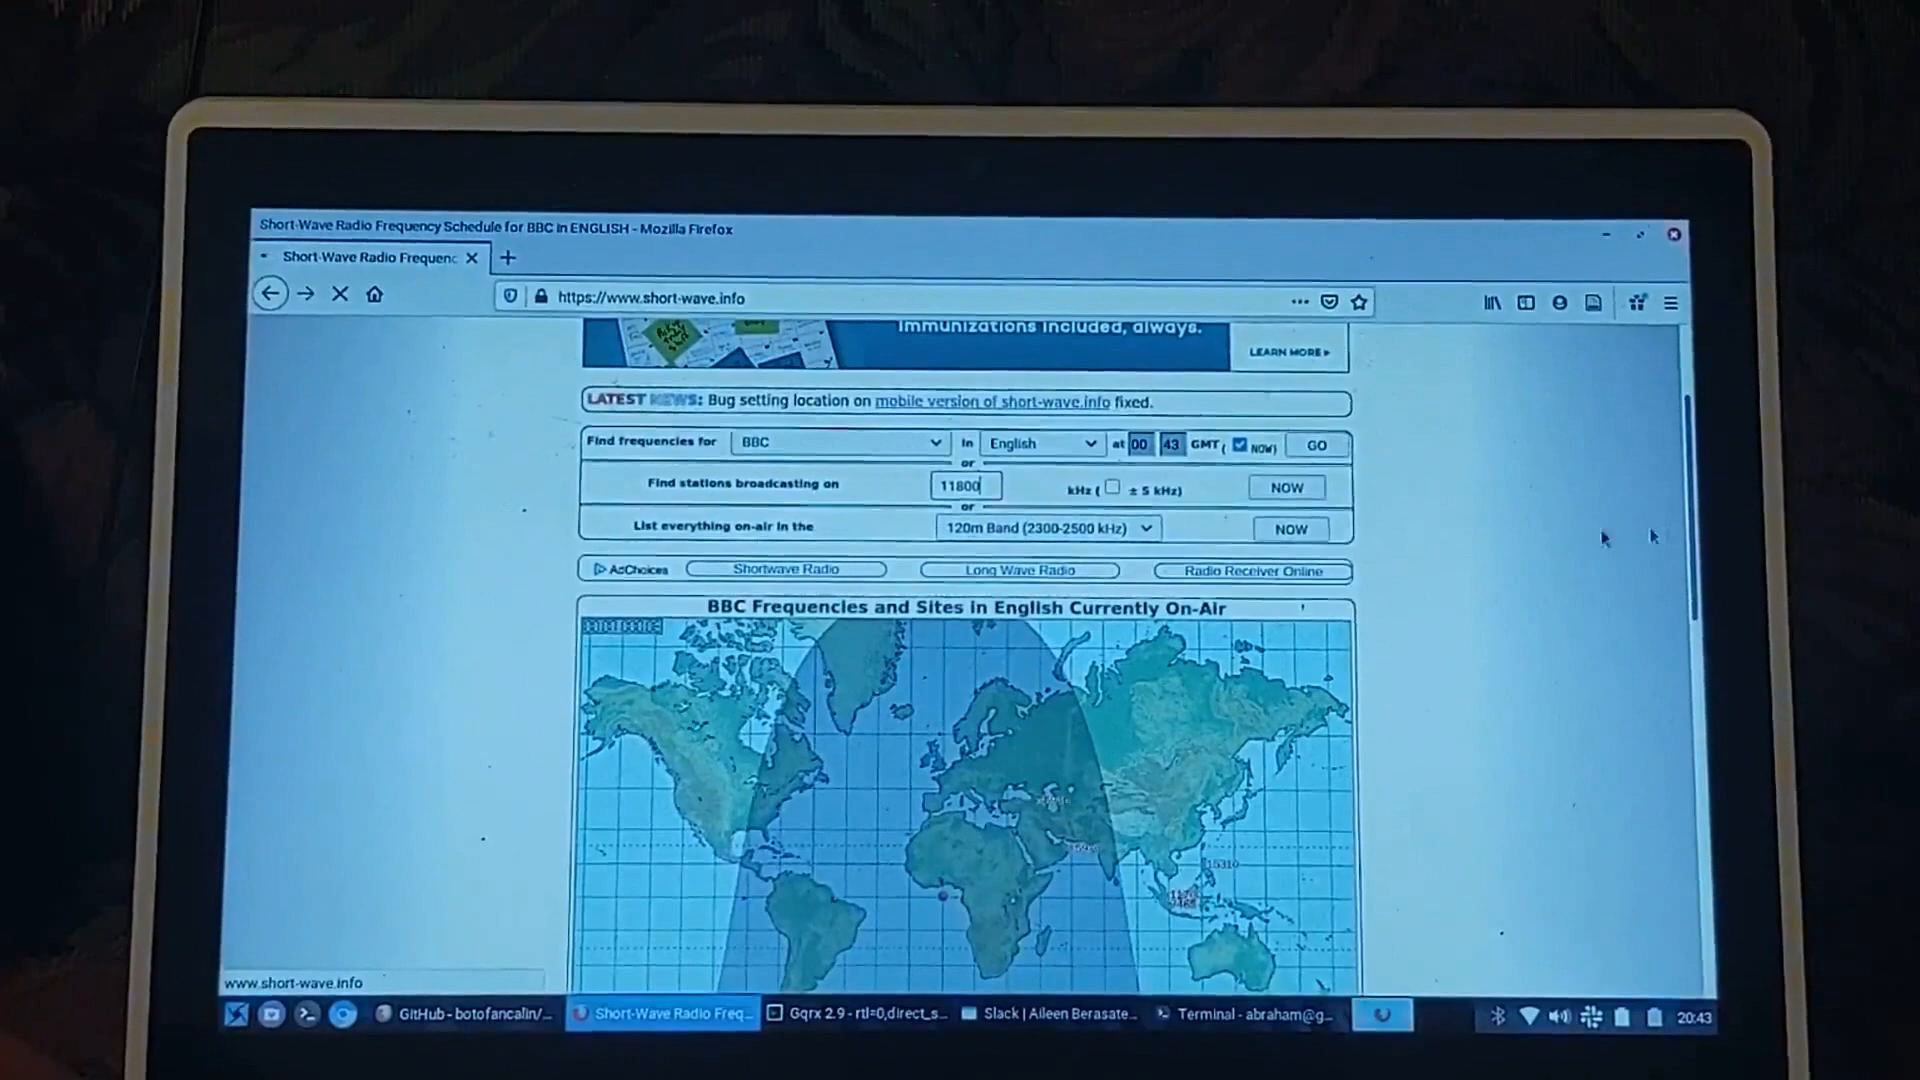 Short-Wave Radio Frequency Schedule for BBC in ENGLISH - Mozilla Firefox
Short-Wave Radio Frequenc
https://www.short-wave.info
Immunizations included, always.
LEARN MORE
LATEST NEWS: Bug setting location on mobile version of short-wave.info fixed.
Find frequencies for BBC in English at 00 43 GMT ( NOW) GO
or
Find stations broadcasting on 11800 kHz ( ± 5 kHz) NOW
or
List everything on-air in the 120m Band (2300-2500 kHz) NOW
AdChoices Shortwave Radio Long Wave Radio Radio Receiver Online
BBC Frequencies and Sites in English Currently On-Air
www.short-wave.info
GitHub - botofancalin/... Short-Wave Radio Freq... Gqrx 2.9 - rtl=0,direct_s... Slack | Aileen Berasate... Terminal - abraham@g... 20:43